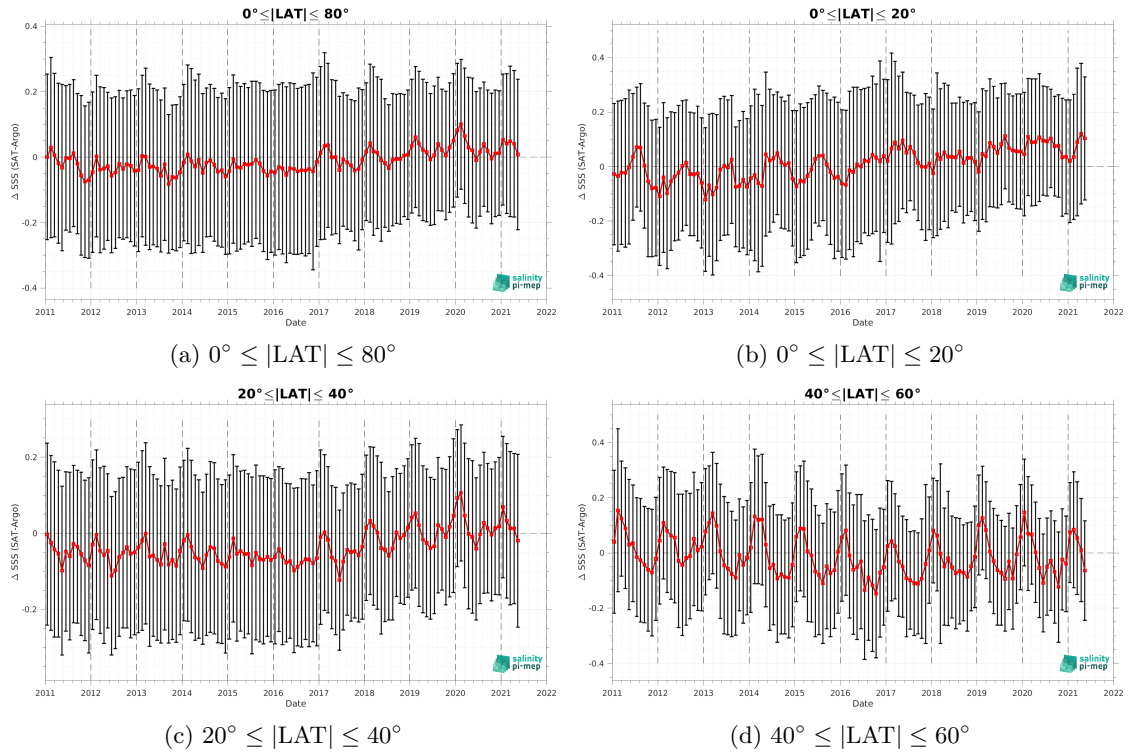 0°≤|LAT|≤ 80°
Δ SSS (SAT-Argo)
0.4
0.2
0
-0.2
-0.4
2011 2012 2013 2014 2015 2016 2017 2018 2019 2020 2021 2022
Date
salinity
pi-mep
(a) 0° ≤ |LAT| ≤ 80°
0°≤|LAT|≤ 20°
Δ SSS (SAT-Argo)
0.4
0.2
0
-0.2
-0.4
2011 2012 2013 2014 2015 2016 2017 2018 2019 2020 2021 2022
Date
salinity
pi-mep
(b) 0° ≤ |LAT| ≤ 20°
20°≤|LAT|≤ 40°
Δ SSS (SAT-Argo)
0.2
0
-0.2
2011 2012 2013 2014 2015 2016 2017 2018 2019 2020 2021 2022
Date
salinity
pi-mep
(c) 20° ≤ |LAT| ≤ 40°
40°≤|LAT|≤ 60°
Δ SSS (SAT-Argo)
0.4
0.2
0
-0.2
-0.4
2011 2012 2013 2014 2015 2016 2017 2018 2019 2020 2021 2022
Date
salinity
pi-mep
(d) 40° ≤ |LAT| ≤ 60°